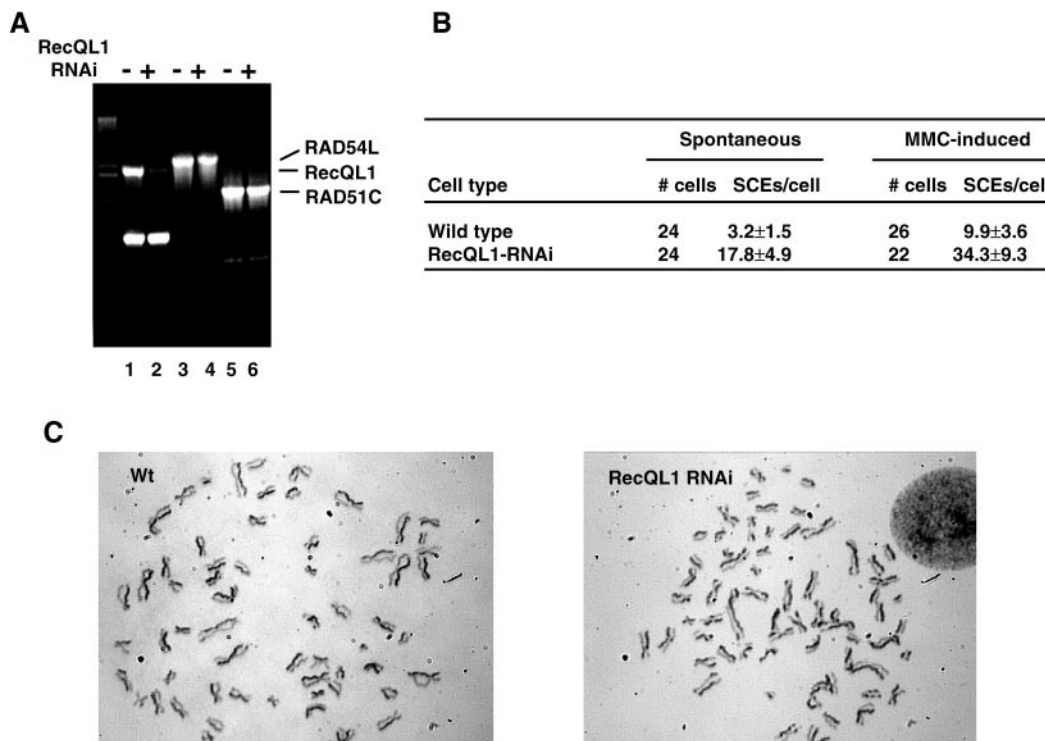 A
RecQL1
RNAi - + - + - +
RAD54L
RecQL1
RAD51C
1 2 3 4 5 6
B
Spontaneous MMC-induced
Cell type # cells SCEs/cell # cells SCEs/cell
Wild type 24 3.2±1.5 26 9.9±3.6
RecQL1-RNAi 24 17.8±4.9 22 34.3±9.3
C
Wt
RecQL1 RNAi